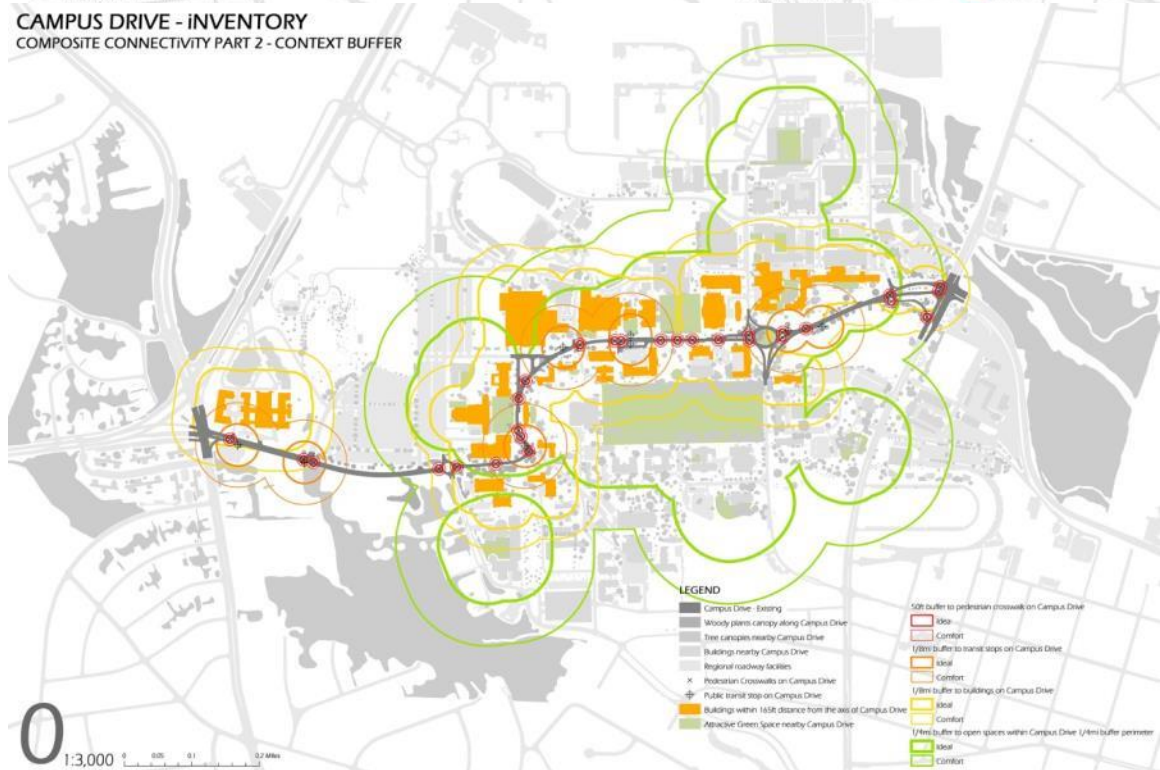 CAMPUS DRIVE - iNVENTORY
COMPOSiTE CONNECTiViTY PART 2 - CONTEXT BUFFER
LEGEND
Campus Drive - Existing
Woody plants canopy along Campus Drive
Tree canopies nearby Campus Drive
Buildings nearby Campus Drive
Regional roadway facilities
Pedestrian Crosswalks on Campus Drive
Public transit stop on Campus Drive
Buildings within 165ft distance from the axis of Campus Drive
Attractive Green Space nearby Campus Drive
50ft buffer to pedestrian crosswalk on Campus Drive
Ideal
Comfort
1/8mi buffer to transit stops on Campus Drive
Ideal
Comfort
1/8mi buffer to buildings on Campus Drive
Ideal
Comfort
1/4mi buffer to open spaces within Campus Drive 1/4mi buffer perimeter
Ideal
Comfort
0
1:3,000
0 0.05 0.1 0.2 Miles